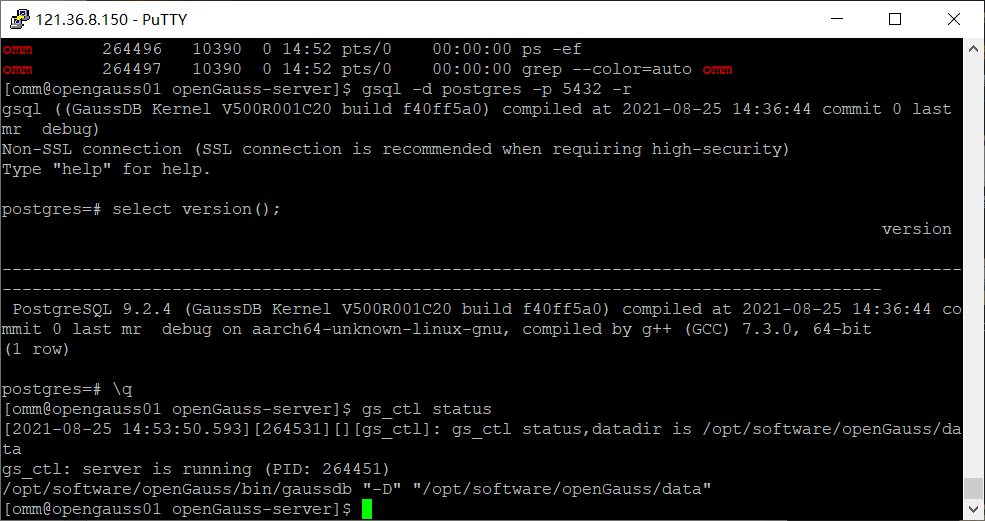 121.36.8.150 - PuTTY
omm       264496   10390  0 14:52 pts/0    00:00:00 ps -ef
omm       264497   10390  0 14:52 pts/0    00:00:00 grep --color=auto omm
[omm@opengauss01 openGauss-server]$ gsql -d postgres -p 5432 -r
gsql ((GaussDB Kernel V500R001C20 build f40ff5a0) compiled at 2021-08-25 14:36:44 commit 0 last
mr  debug)
Non-SSL connection (SSL connection is recommended when requiring high-security)
Type "help" for help.
postgres=# select version();
version
------------------------------------------------------------------------------------------------
----------------------------------------------------------------------------------------
PostgreSQL 9.2.4 (GaussDB Kernel V500R001C20 build f40ff5a0) compiled at 2021-08-25 14:36:44 co
mmit 0 last mr  debug on aarch64-unknown-linux-gnu, compiled by g++ (GCC) 7.3.0, 64-bit
(1 row)
postgres=# \q
[omm@opengauss01 openGauss-server]$ gs_ctl status
[2021-08-25 14:53:50.593][264531][][gs_ctl]: gs_ctl status,datadir is /opt/software/openGauss/da
ta
gs_ctl: server is running (PID: 264451)
/opt/software/openGauss/bin/gaussdb "-D" "/opt/software/openGauss/data"
[omm@opengauss01 openGauss-server]$